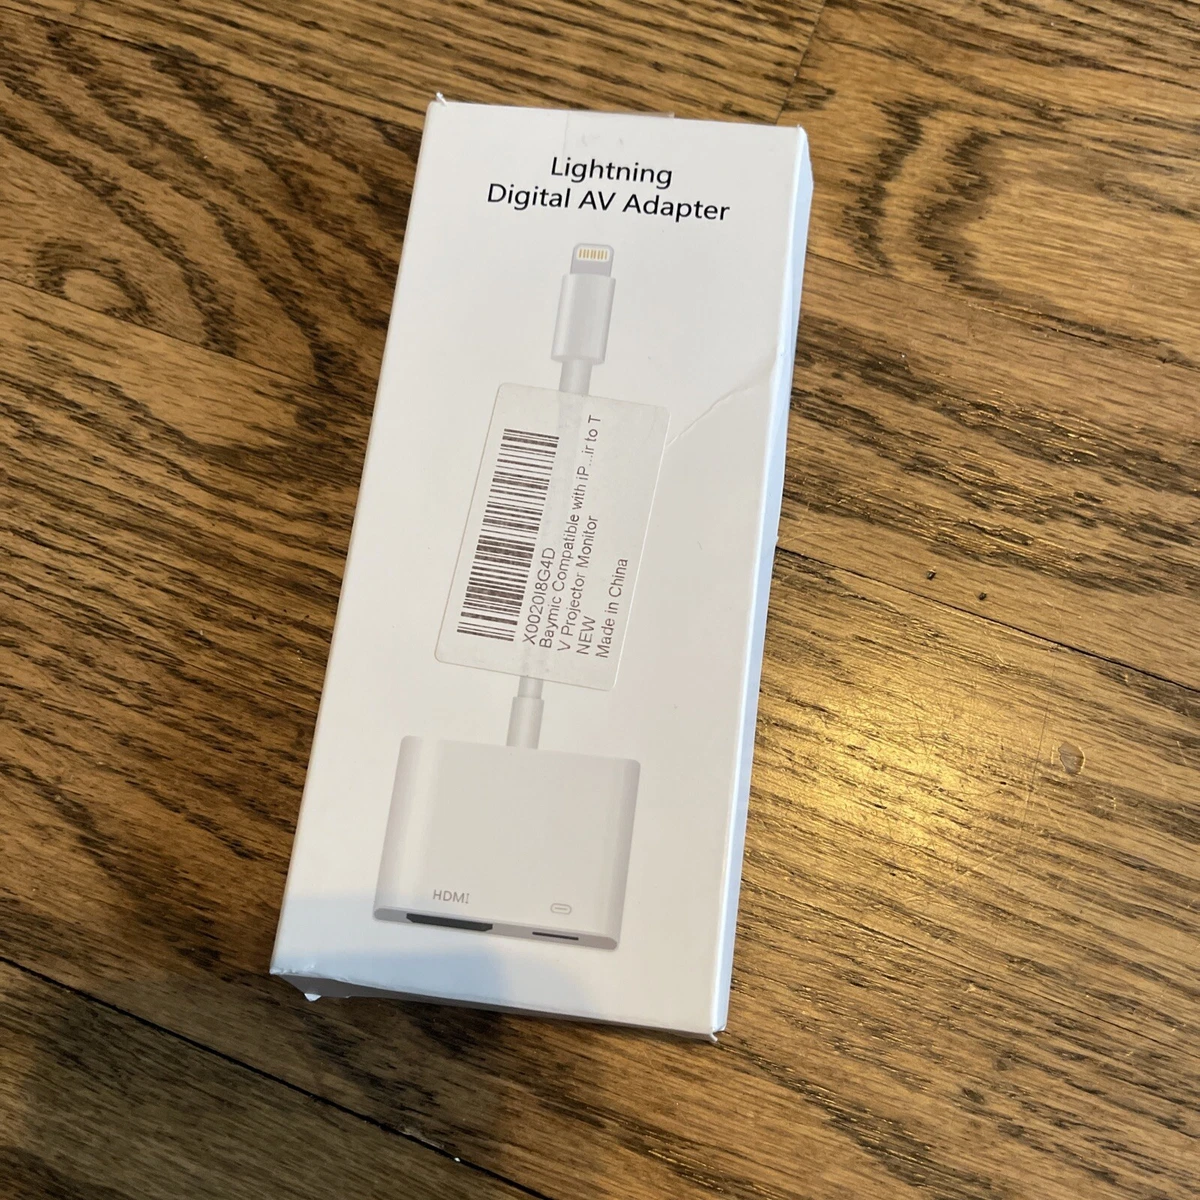 Lightning
Digital AV Adapter
X0020I8G4D
Baymic Compatible with iP...ir to T
V Projector Monitor
NEW
Made in China
HDMI